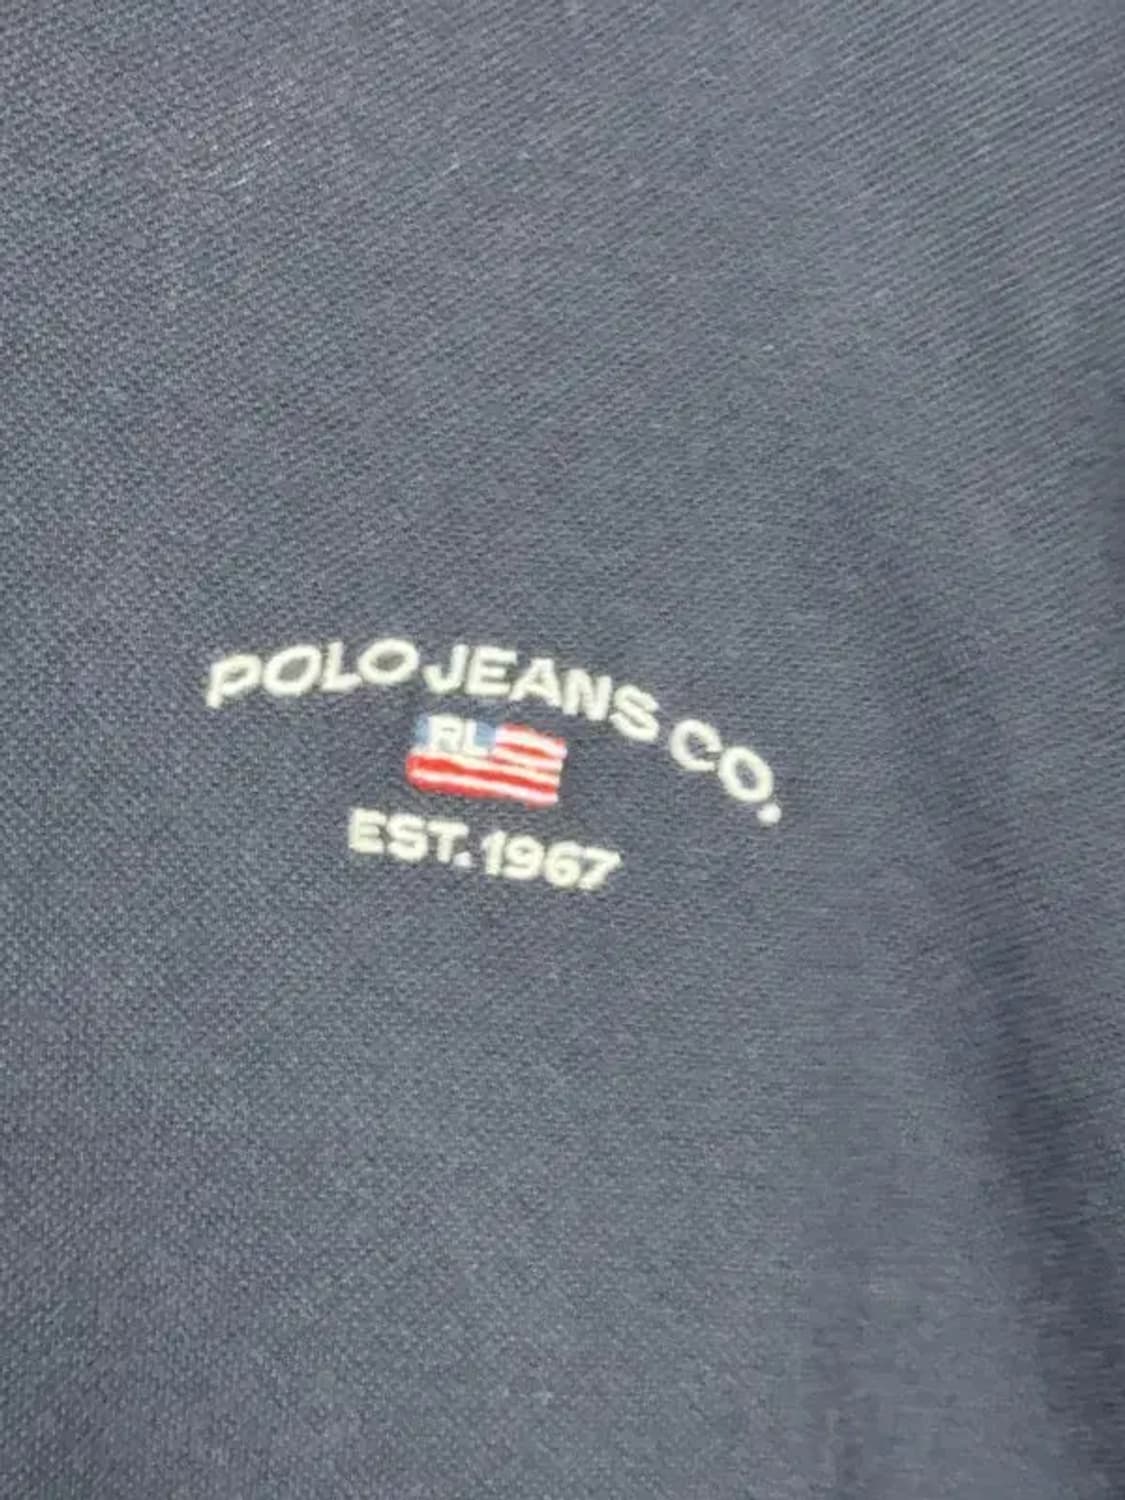 POLO JEANS CO.
RL
EST. 1967